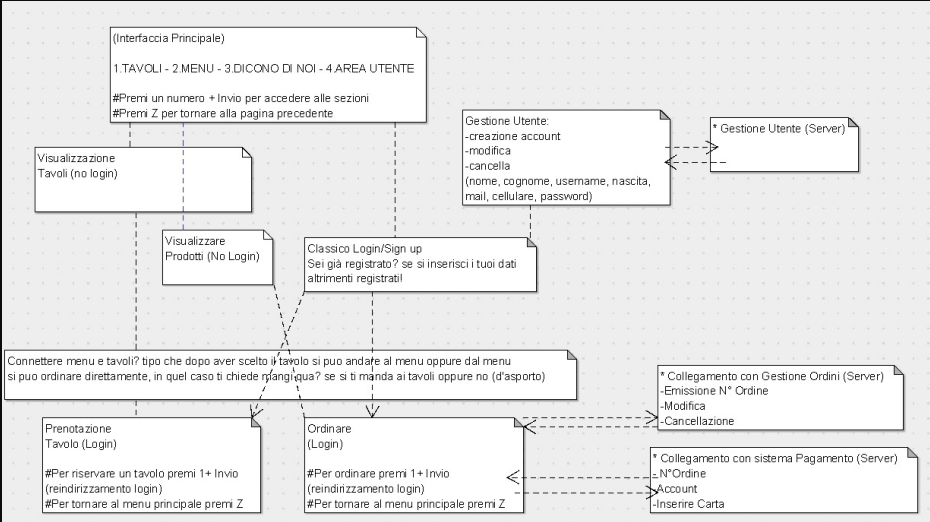 (Interfaccia Principale)
1.TAVOLI - 2.MENU - 3.DICONO DI NOI - 4.AREA UTENTE
#Premi un numero + Invio per accedere alle sezioni
#Premi Z per tornare alla pagina precedente
Gestione Utente:
-creazione account
-modifica
-cancella
(nome, cognome, username, nascita,
mail, cellulare, password)
* Gestione Utente (Server)
Visualizzazione
Tavoli (no login)
Visualizzare
Prodotti (No Login)
Classico Login/Sign up
Sei già registrato? se si inserisci i tuoi dati
altrimenti registrati!
Connettere menu e tavoli? tipo che dopo aver scelto il tavolo si puo andare al menu oppure dal menu
si puo ordinare direttamente, in quel caso ti chiede mangi qua? se si ti manda ai tavoli oppure no (d'asporto)
Prenotazione
Tavolo (Login)
#Per riservare un tavolo premi 1+ Invio
(reindirizzamento login)
#Per tornare al menu principale premi Z
Ordinare
(Login)
#Per ordinare premi 1+ Invio
(reindirizzamento login)
#Per tornare al menu principale premi Z
* Collegamento con Gestione Ordini (Server)
-Emissione N° Ordine
-Modifica
-Cancellazione
* Collegamento con sistema Pagamento (Server)
- N°Ordine
-Account
-Inserire Carta